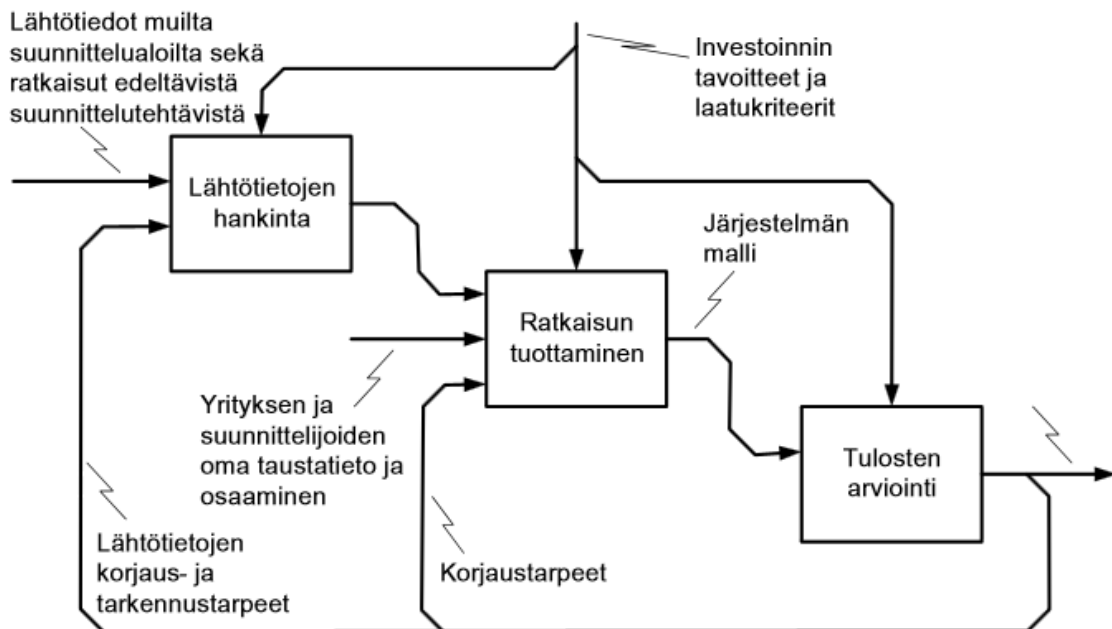 Lähtötiedot muilta
suunnittelualoilta sekä
ratkaisut edeltävistä
suunnittelutehtävistä
Investoinnin
tavoitteet ja
laatukriteerit
Lähtötietojen
hankinta
Järjestelmän
malli
Ratkaisun
tuottaminen
Yrityksen ja
suunnittelijoiden
oma taustatieto ja
osaaminen
Tulosten
arviointi
Lähtötietojen
korjaus- ja
tarkennustarpeet
Korjaustarpeet